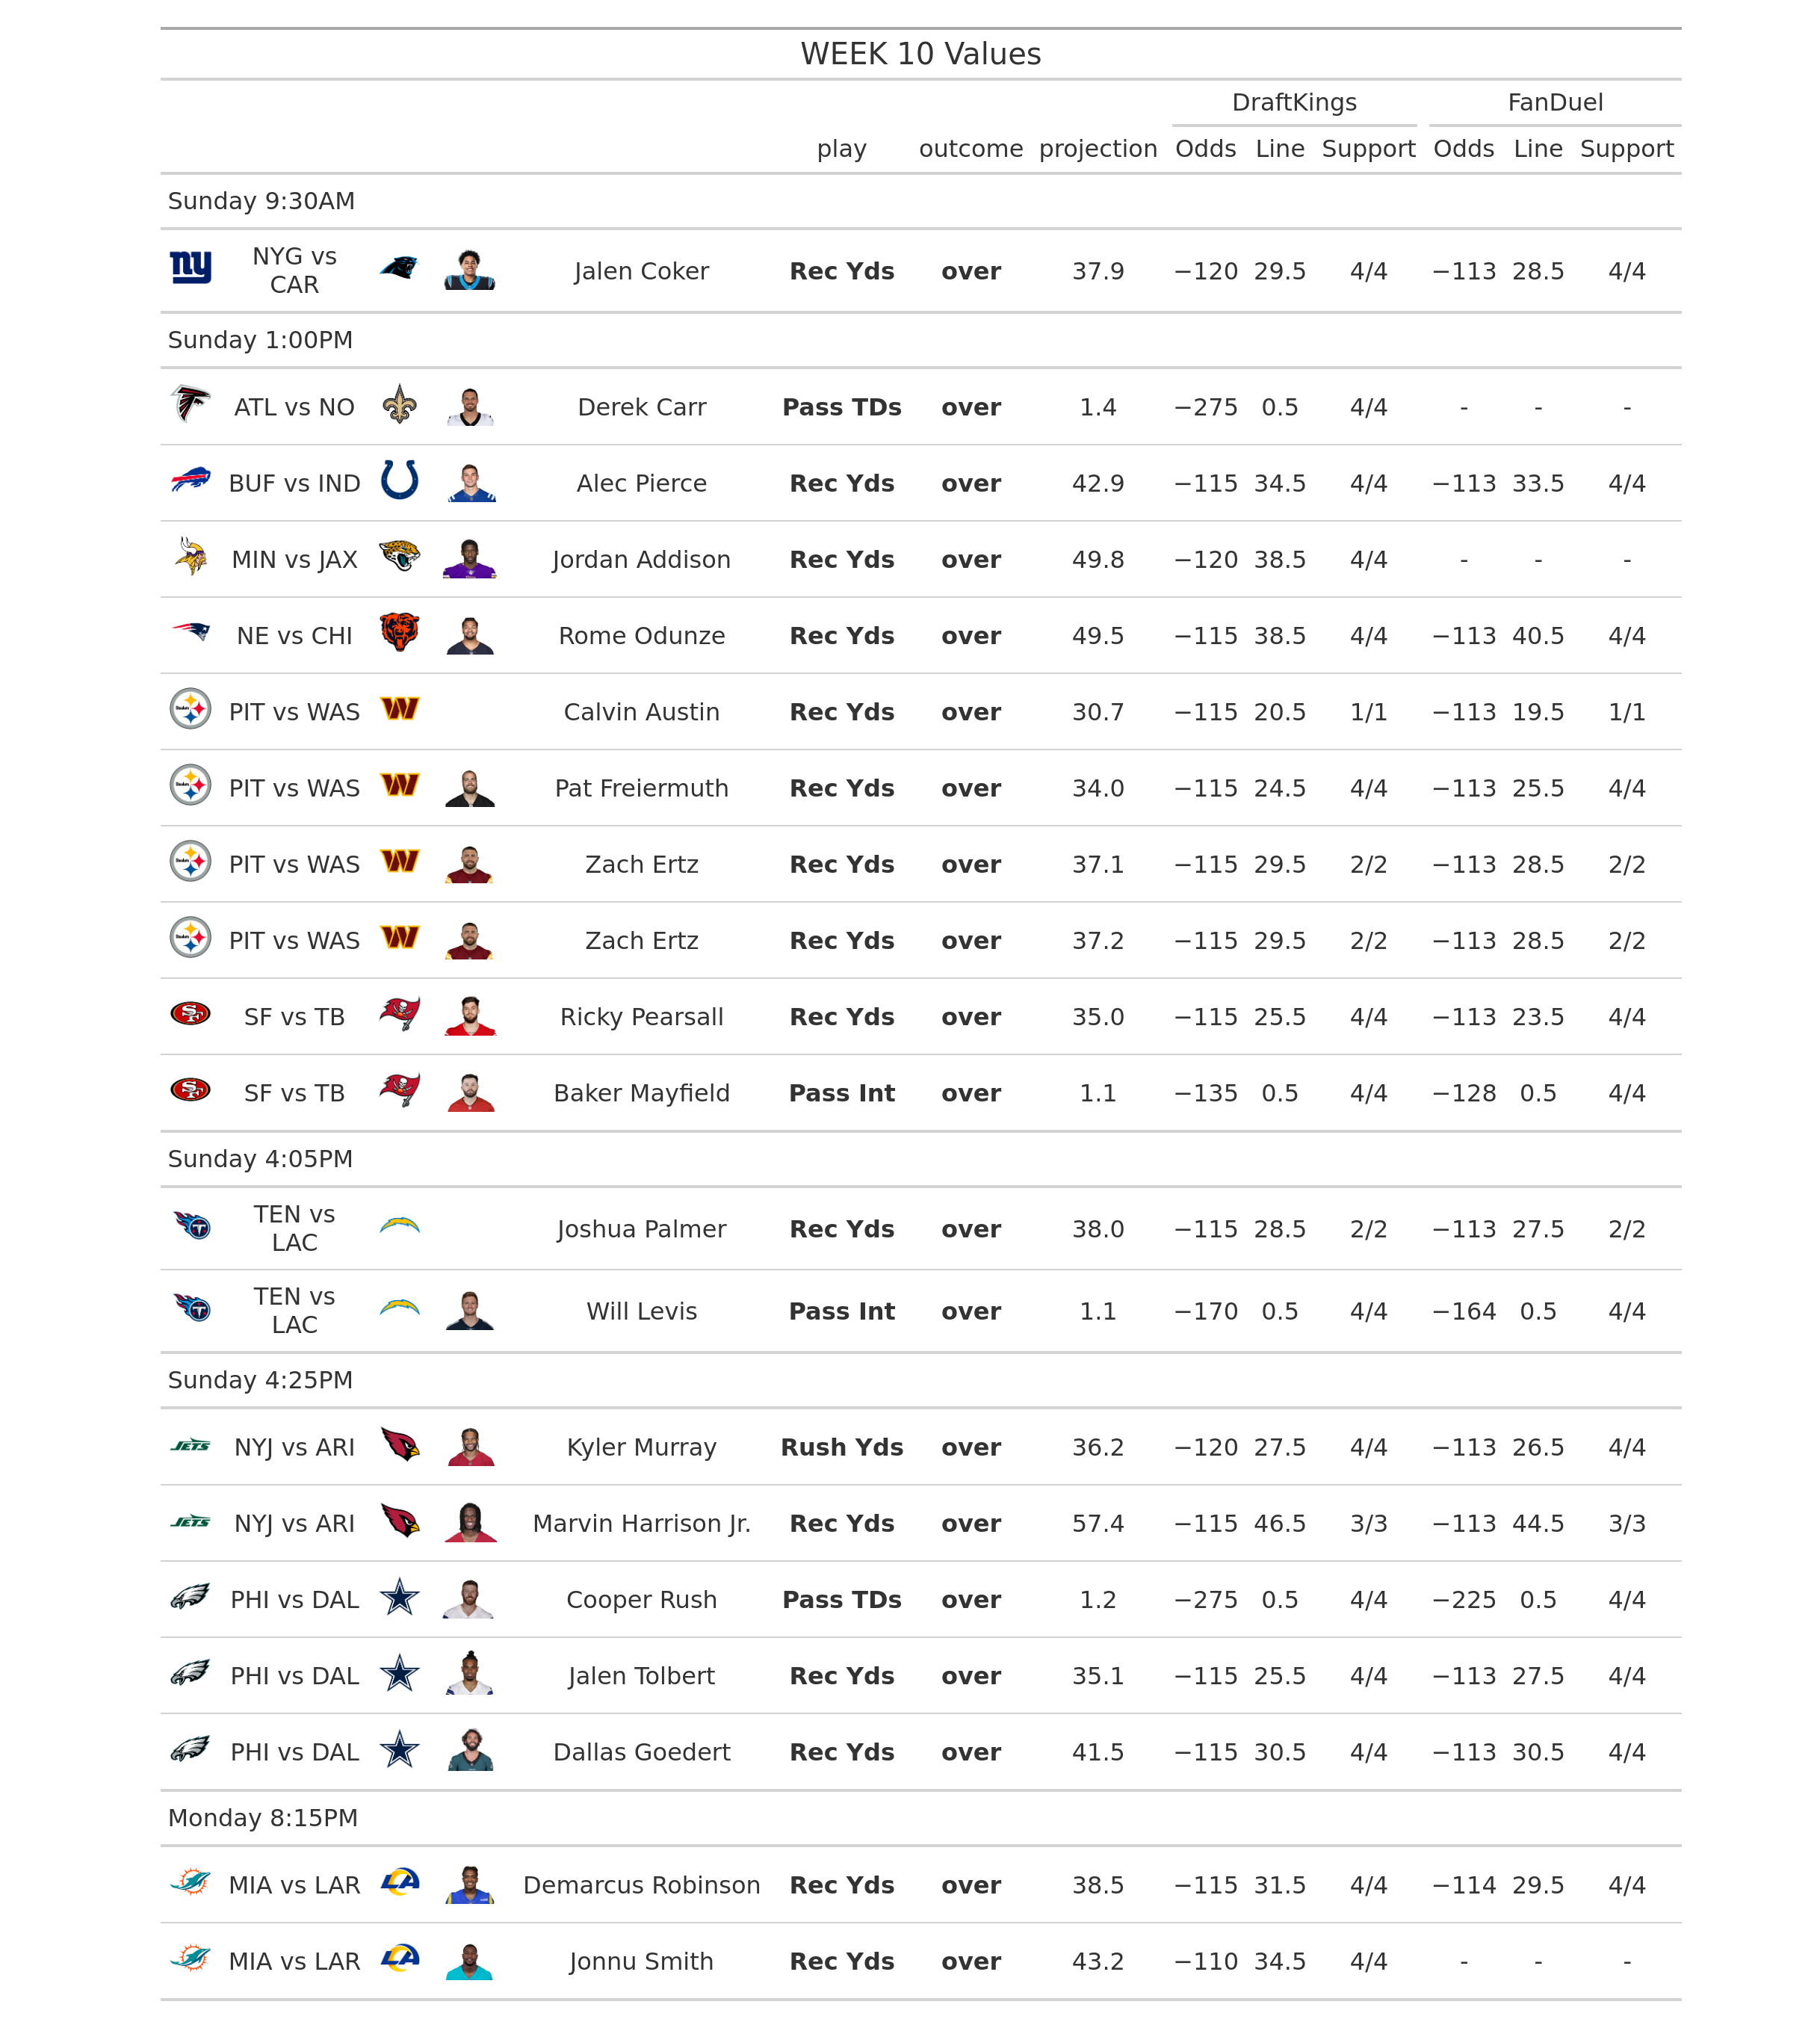 WEEK 10 Values
DraftKings FanDuel
play outcome projection Odds Line Support Odds Line Support
Sunday 9:30AM
ny NYG vs CAR Jalen Coker Rec Yds over 37.9 −120 29.5 4/4 −113 28.5 4/4
Sunday 1:00PM
ATL vs NO Derek Carr Pass TDs over 1.4 −275 0.5 4/4 - - -
BUF vs IND Alec Pierce Rec Yds over 42.9 −115 34.5 4/4 −113 33.5 4/4
MIN vs JAX Jordan Addison Rec Yds over 49.8 −120 38.5 4/4 - - -
NE vs CHI Rome Odunze Rec Yds over 49.5 −115 38.5 4/4 −113 40.5 4/4
PIT vs WAS W Calvin Austin Rec Yds over 30.7 −115 20.5 1/1 −113 19.5 1/1
PIT vs WAS W Pat Freiermuth Rec Yds over 34.0 −115 24.5 4/4 −113 25.5 4/4
PIT vs WAS W Zach Ertz Rec Yds over 37.1 −115 29.5 2/2 −113 28.5 2/2
PIT vs WAS W Zach Ertz Rec Yds over 37.2 −115 29.5 2/2 −113 28.5 2/2
SF SF vs TB Ricky Pearsall Rec Yds over 35.0 −115 25.5 4/4 −113 23.5 4/4
SF SF vs TB Baker Mayfield Pass Int over 1.1 −135 0.5 4/4 −128 0.5 4/4
Sunday 4:05PM
T TEN vs LAC Joshua Palmer Rec Yds over 38.0 −115 28.5 2/2 −113 27.5 2/2
T TEN vs LAC Will Levis Pass Int over 1.1 −170 0.5 4/4 −164 0.5 4/4
Sunday 4:25PM
JETS NYJ vs ARI Kyler Murray Rush Yds over 36.2 −120 27.5 4/4 −113 26.5 4/4
JETS NYJ vs ARI Marvin Harrison Jr. Rec Yds over 57.4 −115 46.5 3/3 −113 44.5 3/3
PHI vs DAL Cooper Rush Pass TDs over 1.2 −275 0.5 4/4 −225 0.5 4/4
PHI vs DAL Jalen Tolbert Rec Yds over 35.1 −115 25.5 4/4 −113 27.5 4/4
PHI vs DAL Dallas Goedert Rec Yds over 41.5 −115 30.5 4/4 −113 30.5 4/4
Monday 8:15PM
MIA vs LAR LA Demarcus Robinson Rec Yds over 38.5 −115 31.5 4/4 −114 29.5 4/4
MIA vs LAR LA Jonnu Smith Rec Yds over 43.2 −110 34.5 4/4 - - -